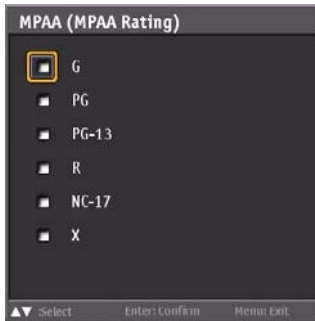 MPAA (MPAA Rating)
G
PG
PG-13
R
NC-17
X
▲▼ :Select Enter: Confirm Menu: Exit